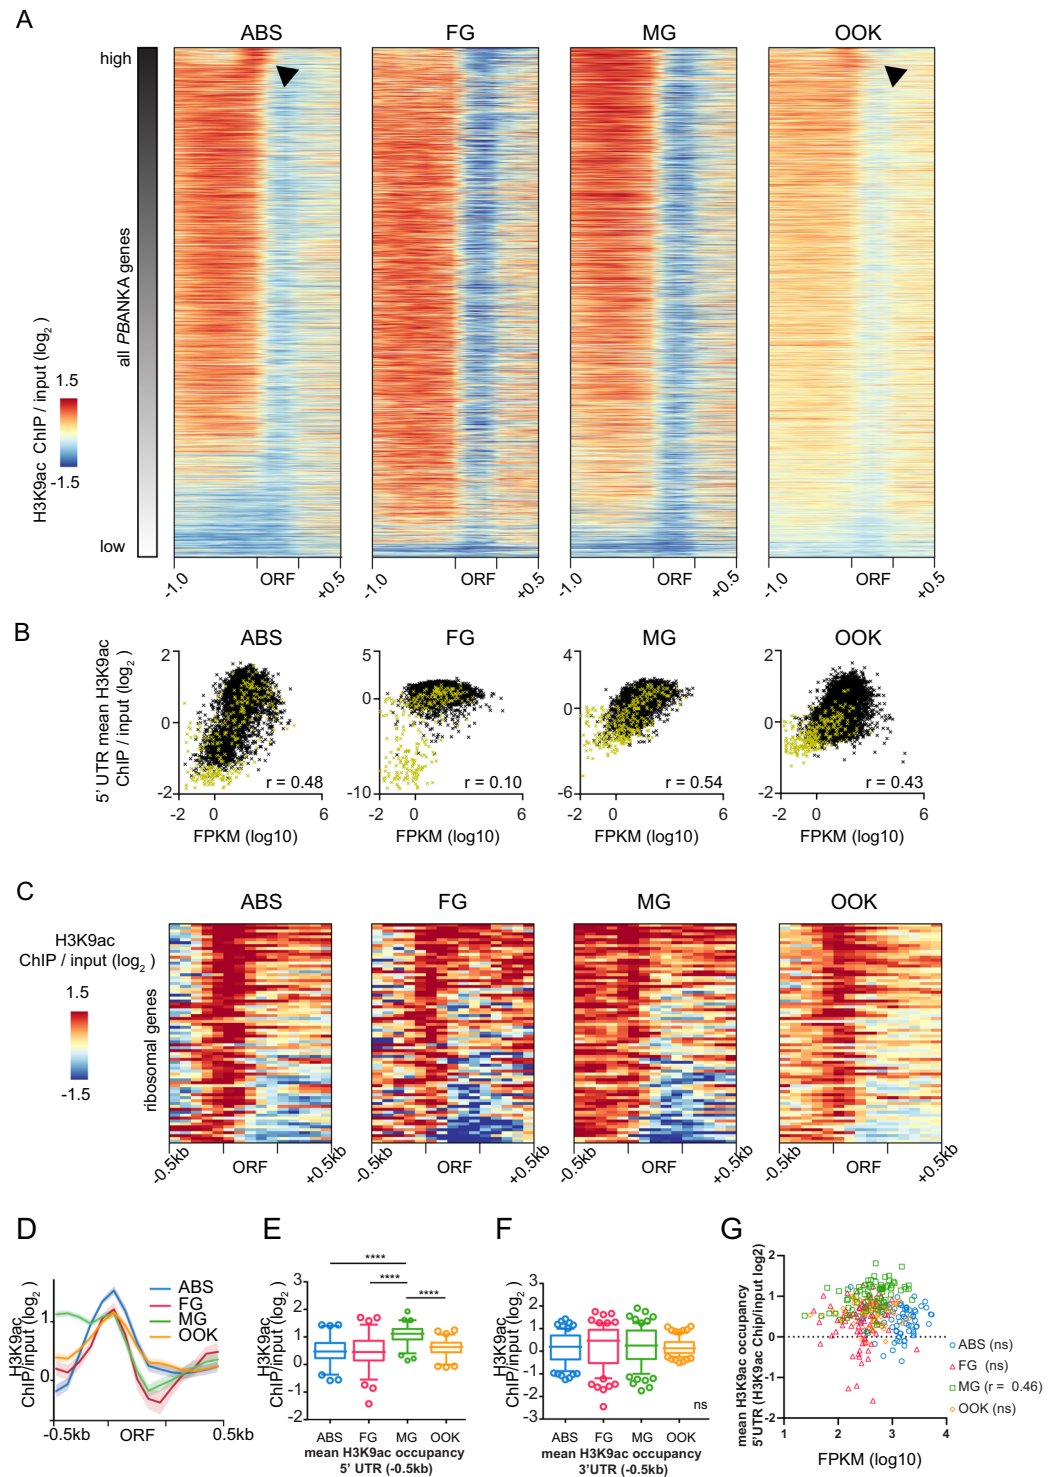 A
ABS FG MG OOK
high
all PBANKA genes
low
H3K9ac ChIP / input (log2)
1.5
-1.5
-1.0 ORF +0.5
-1.0 ORF +0.5
-1.0 ORF +0.5
-1.0 ORF +0.5
B
ABS FG MG OOK
5' UTR mean H3K9ac
ChIP / input (log2)
2 0 -2
r = 0.48
-2 0 6
FPKM (log10)
5 0 -10
r = 0.10
-2 0 6
FPKM (log10)
4 0 -6
r = 0.54
-2 0 6
FPKM (log10)
2 0 -2
r = 0.43
-2 0 6
FPKM (log10)
C
ABS FG MG OOK
H3K9ac
ChIP / input (log2)
1.5
-1.5
ribosomal genes
-0.5kb ORF +0.5kb
-0.5kb ORF +0.5kb
-0.5kb ORF +0.5kb
-0.5kb ORF +0.5kb
D
H3K9ac
ChIP/input (log2)
1
0
ABS
FG
MG
OOK
-0.5kb ORF 0.5kb
E
****
****
****
H3K9ac
ChIP/input (log2)
3
2
1
0
-1
-2
ABS FG MG OOK
mean H3K9ac occupancy
5' UTR (-0.5kb)
F
H3K9ac
ChIP/input (log2)
3
2
1
0
-1
-2
-3
ns
ABS FG MG OOK
mean H3K9ac occupancy
3'UTR (-0.5kb)
G
mean H3K9ac occupancy
5'UTR (H3K9ac Chip/input log2)
2
1
0
-1
-2
1 2 3 4
FPKM (log10)
ABS (ns)
FG (ns)
MG (r = 0.46)
OOK (ns)